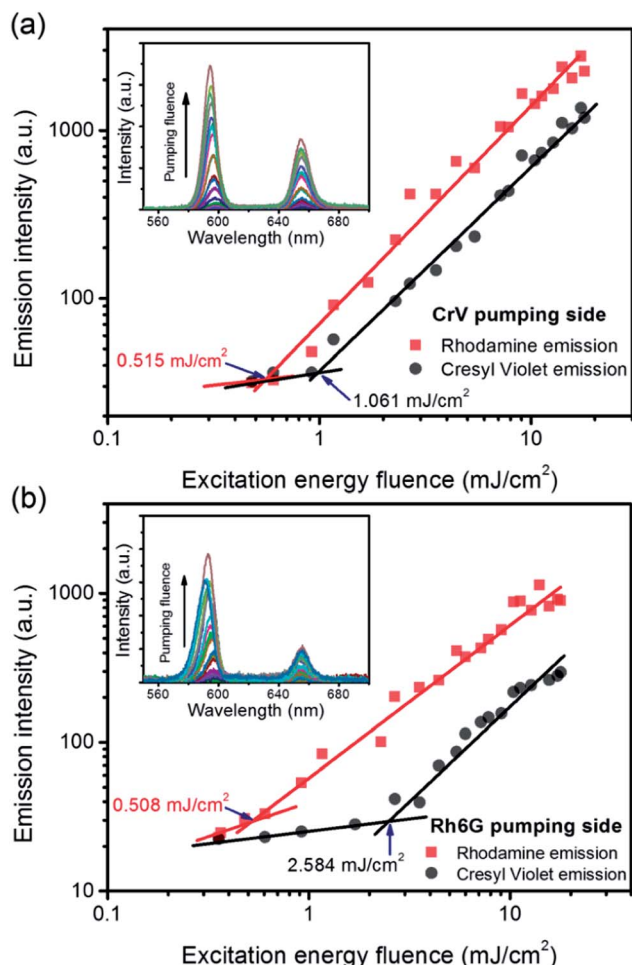 (a)
Emission intensity (a.u.)
1000
100
0.1
1
10
Excitation energy fluence (mJ/cm²)
Intensity (a.u.)
Pumping fluence
560
600
640
680
Wavelength (nm)
0.515 mJ/cm²
1.061 mJ/cm²
CrV pumping side
Rhodamine emission
Cresyl Violet emission
(b)
Emission intensity (a.u.)
1000
100
10
0.1
1
10
Excitation energy fluence (mJ/cm²)
Intensity (a.u.)
Pumping fluence
560
600
640
680
Wavelength (nm)
0.508 mJ/cm²
2.584 mJ/cm²
Rh6G pumping side
Rhodamine emission
Cresyl Violet emission